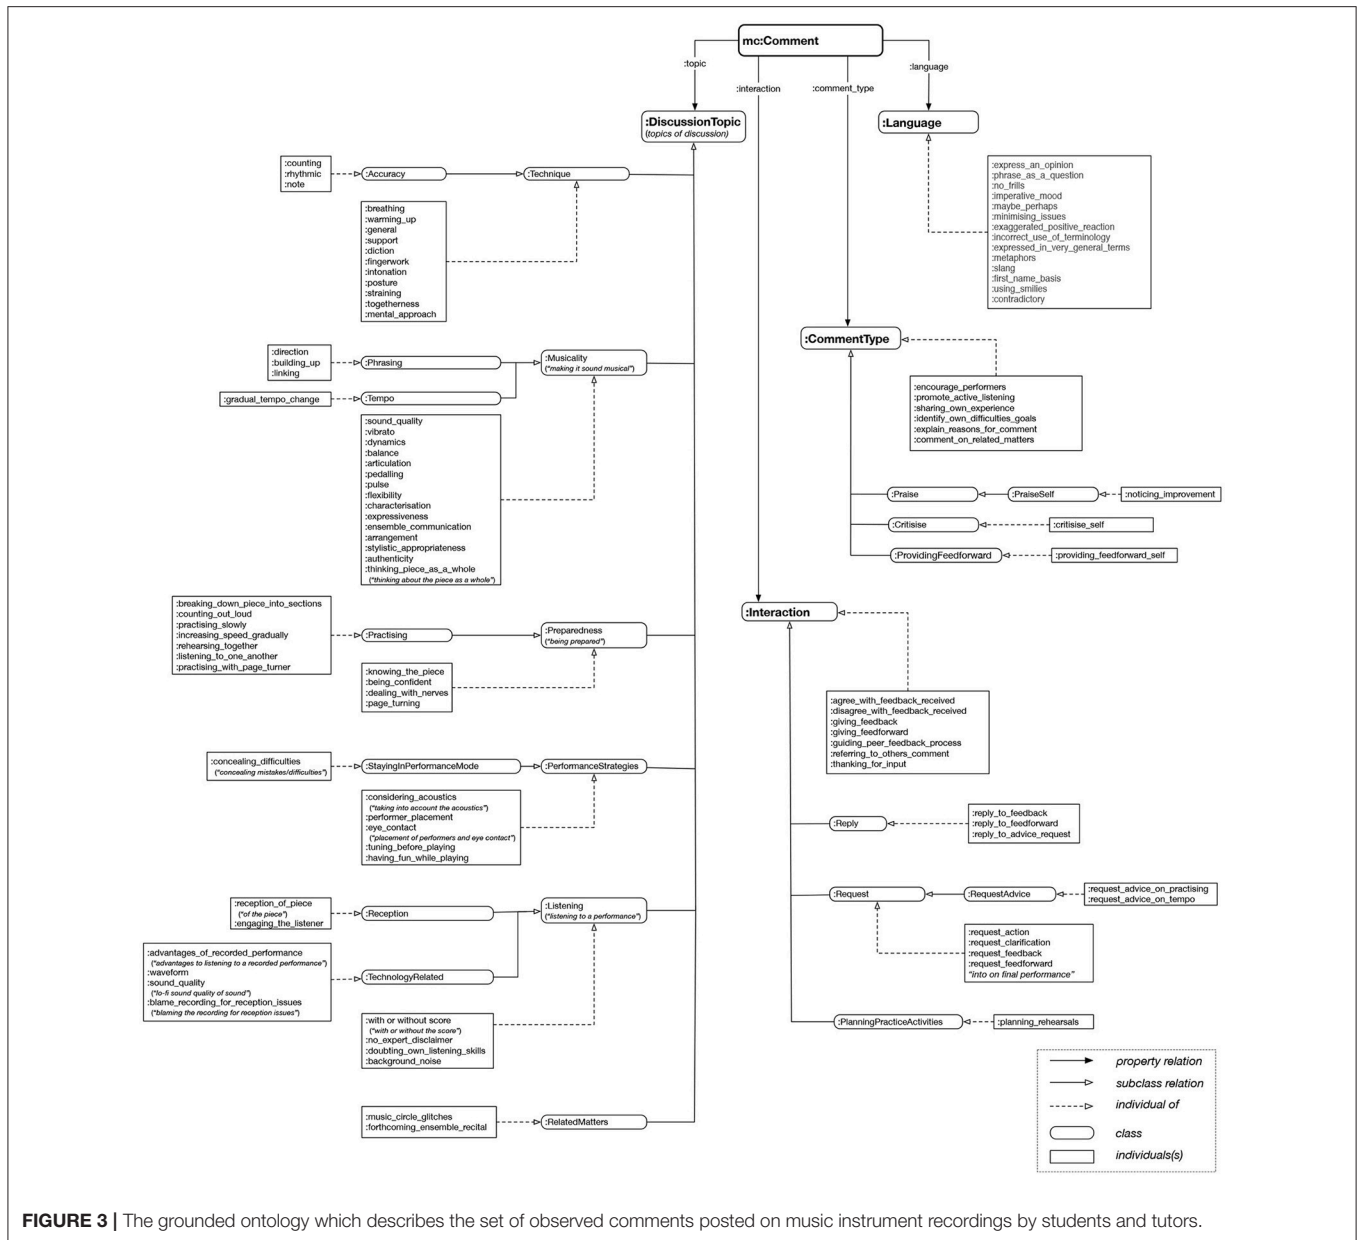 mc:Comment
:topic
:interaction
:comment_type
:language
:DiscussionTopic
(topics of discussion)
:Language
:counting
:rhythmic
:note
:Accuracy
:Technique
:breathing
:warming_up
:general
:support
:diction
:fingerwork
:intonation
:posture
:straining
:togetherness
:mental_approach
:direction
:building_up
:linking
:Phrasing
:Musicality
("making it sound musical")
:gradual_tempo_change
:Tempo
:sound_quality
:vibrato
:dynamics
:balance
:articulation
:pedalling
:pulse
:flexibility
:characterisation
:expressiveness
:ensemble_communication
:arrangement
:stylistic_appropriateness
:authenticity
:thinking_piece_as_a_whole
("thinking about the piece as a whole")
:breaking_down_piece_into_sections
:counting_out_loud
:practising_slowly
:increasing_speed_gradually
:rehearsing_together
:listening_to_one_another
:practising_with_page_turner
:Practising
:Preparedness
("being prepared")
:knowing_the_piece
:being_confident
:dealing_with_nerves
:page_turning
:concealing_difficulties
("concealing mistakes/difficulties")
:StayingInPerformanceMode
:PerformanceStrategies
:considering_acoustics
("taking into account the acoustics")
:performer_placement
:eye_contact
("placement of performers and eye contact")
:tuning_before_playing
:having_fun_while_playing
:reception_of_piece
("of the piece")
:engaging_the_listener
:Reception
:Listening
("listening to a performance")
:advantages_of_recorded_performance
("advantages to listening to a recorded performance")
:waveform
:sound_quality
("lo-fi sound quality of sound")
:blame_recording_for_reception_issues
("blaming the recording for reception issues")
:TechnologyRelated
:with or without score
("with or without the score")
:no_expert_disclaimer
:doubting_own_listening_skills
:background_noise
:music_circle_glitches
:forthcoming_ensemble_recital
:RelatedMatters
:express_an_opinion
:phrase_as_a_question
:no_frills
:imperative_mood
:maybe_perhaps
:minimising_issues
:exaggerated_positive_reaction
:incorrect_use_of_terminology
:expressed_in_very_general_terms
:metaphors
:slang
:first_name_basis
:using_smilies
:contradictory
:CommentType
:encourage_performers
:promote_active_listening
:sharing_own_experience
:identify_own_difficulties_goals
:explain_reasons_for_comment
:comment_on_related_matters
:Praise
:PraiseSelf
:noticing_improvement
:Critisise
:critisise_self
:ProvidingFeedforward
:providing_feedforward_self
:Interaction
:agree_with_feedback_received
:disagree_with_feedback_received
:giving_feedback
:giving_feedforward
:guiding_peer_feedback_process
:referring_to_others_comment
:thanking_for_input
:Reply
:reply_to_feedback
:reply_to_feedforward
:reply_to_advice_request
:Request
:RequestAdvice
:request_advice_on_practising
:request_advice_on_tempo
:request_action
:request_clarification
:request_feedback
:request_feedforward
"into on final performance"
:PlanningPracticeActivities
:planning_rehearsals
property relation
subclass relation
individual of
class
individuals(s)
FIGURE 3 | The grounded ontology which describes the set of observed comments posted on music instrument recordings by students and tutors.